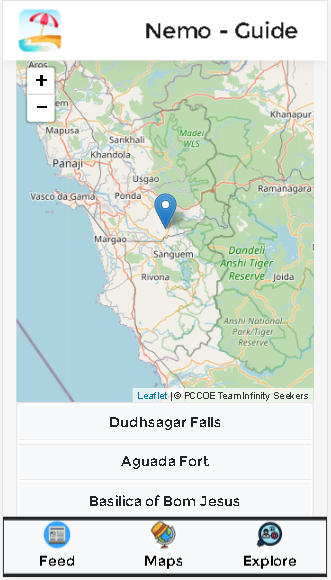 Nemo - Guide
Aros
+
em
−
Khanapur
Madei
WLS
Mapusa
Sankhali
Khandola
Panaji
Usgao
Ramanagara
Vasco da Gama
Ponda
Margao
Sanguem
Dandeli
Anshi Tiger
Reserve
Rivona
Joida
Anshi National
Park/Tiger
Reserve
Leaflet |© PCCOE TeamInfinity Seekers
Dudhsagar Falls
Aguada Fort
Basilica of Bom Jesus
Feed
Maps
Explore